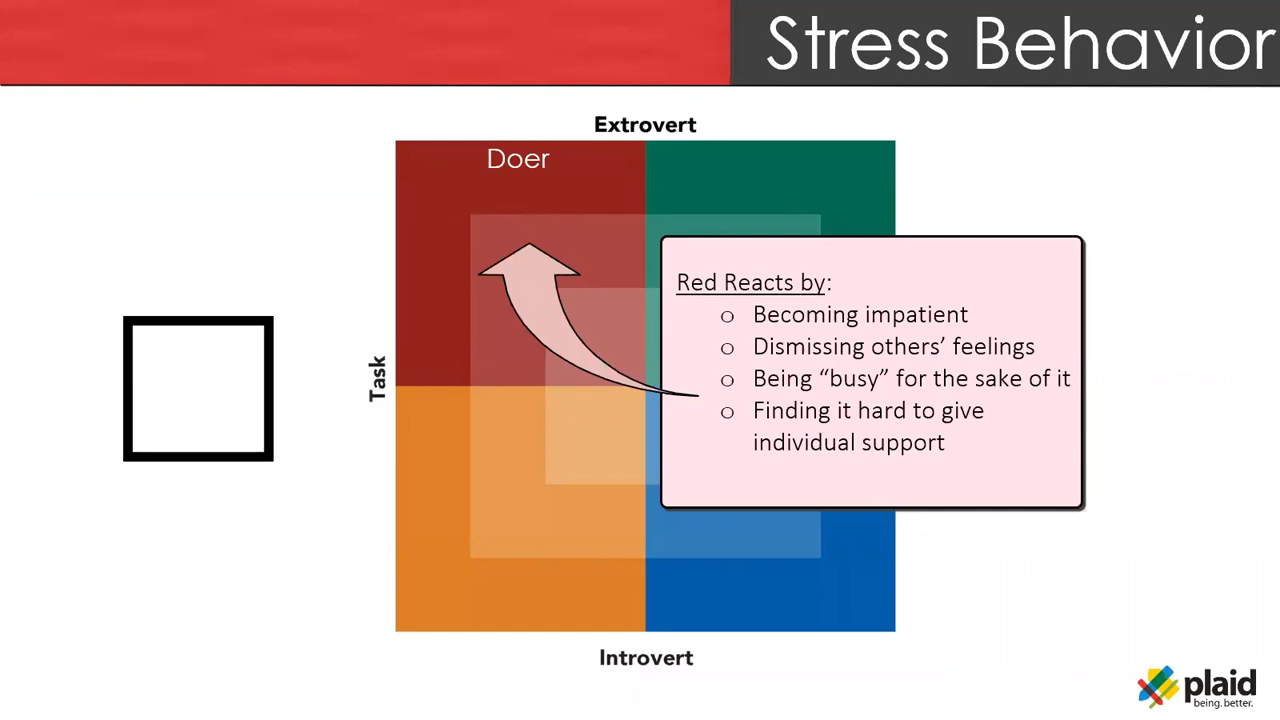 Stress Behavior
Extrovert
Doer
Red Reacts by:
o Becoming impatient
o Dismissing others’ feelings
o Being “busy” for the sake of it
o Finding it hard to give
individual support
Task
Introvert
plaid
being. better.